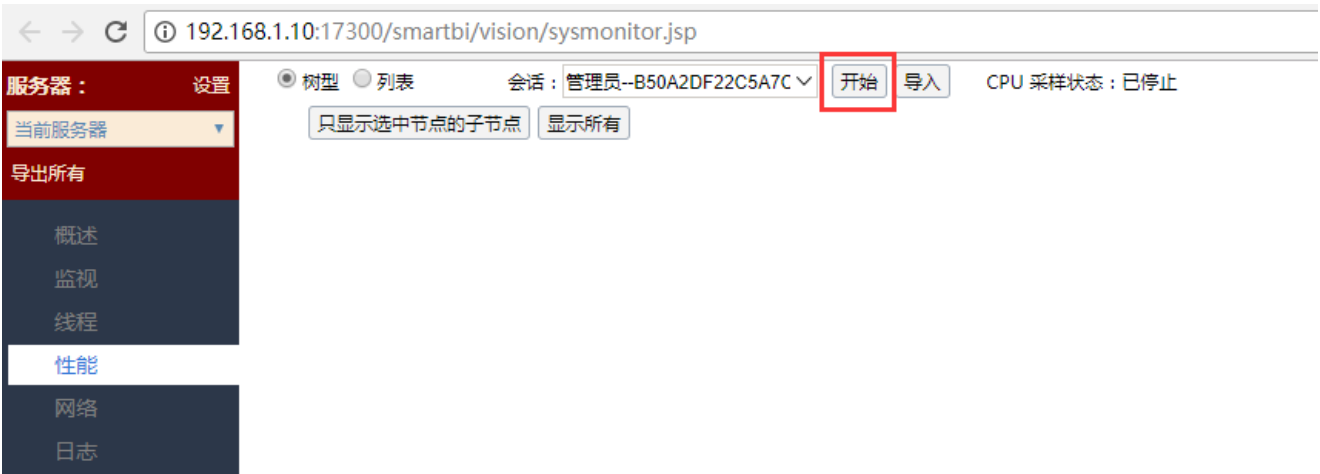 192.168.1.10:17300/smartbi/vision/sysmonitor.jsp
服务器： 设置
当前服务器
导出所有
概述
监视
线程
性能
网络
日志
树型 列表 会话：管理员--B50A2DF22C5A7C 开始 导入 CPU 采样状态：已停止
只显示选中节点的子节点 显示所有